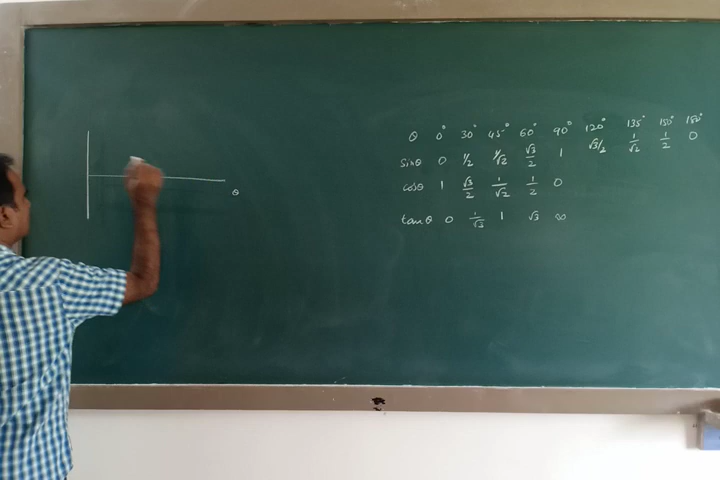 θ
θ 0° 30° 45° 60° 90° 120° 135° 150° 180°
sinθ 0 1/2 1/√2 √3/2 1 √3/2 1/√2 1/2 0
cosθ 1 √3/2 1/√2 1/2 0
tanθ 0 1/√3 1 √3 ∞